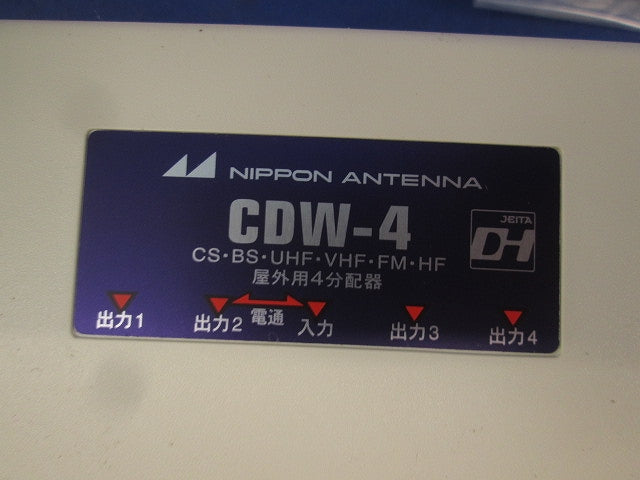 NIPPON ANTENNA
CDW-4
JEITA
DH
CS・BS・UHF・VHF・FM・HF
屋外用4分配器
出力1 出力2 電通 入力 出力3 出力4